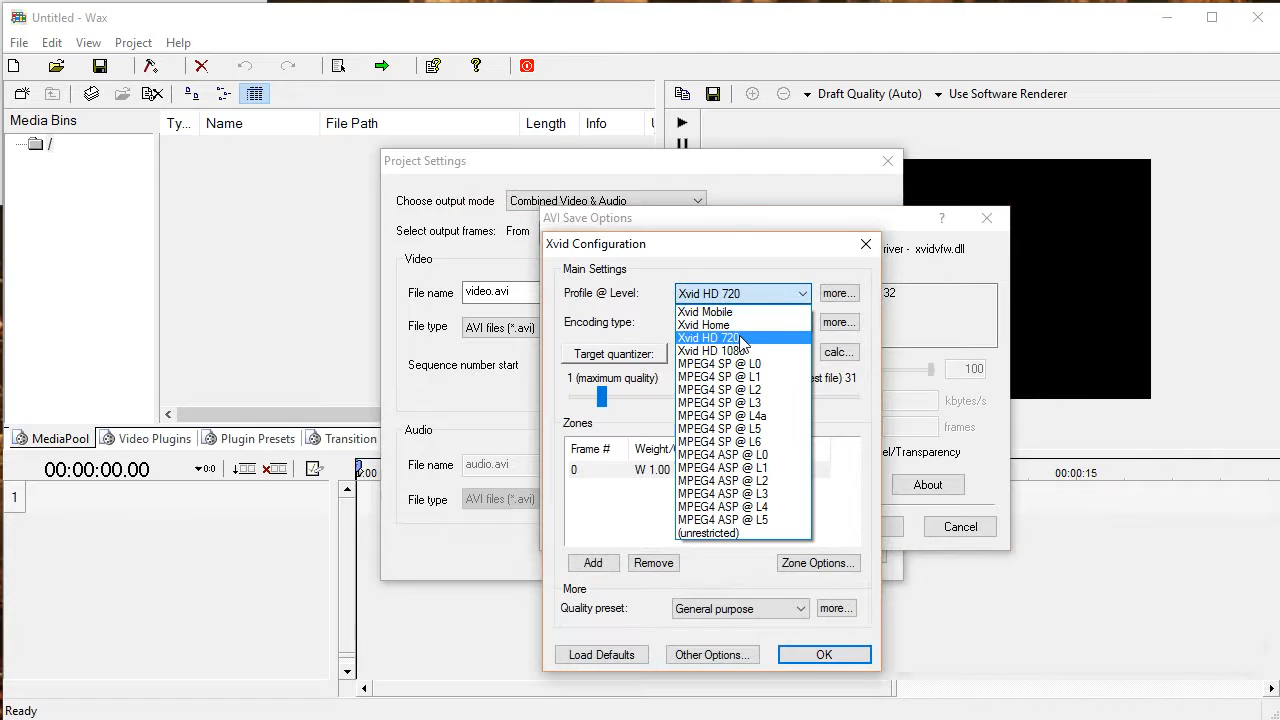 Untitled - Wax
File Edit View Project Help
Draft Quality (Auto) Use Software Renderer
Media Bins
Ty... Name File Path Length Info
/
Project Settings
Choose output mode Combined Video & Audio
Select output frames: From
Video
File name video.avi
File type AVI files (*.avi)
Sequence number start
Audio
File name audio.avi
File type AVI files (*.avi)
AVI Save Options ?
xvidvfw.dll
32
100
kbytes/s
frames
About
Cancel
Xvid Configuration
Main Settings
Profile @ Level: Xvid HD 720 more...
Encoding type: more...
Target quantizer: calc...
1 (maximum quality) 31
Zones
Frame #
0 W 1.00
Xvid Mobile
Xvid Home
Xvid HD 720
Xvid HD 1080
MPEG4 SP @ L0
MPEG4 SP @ L1
MPEG4 SP @ L2
MPEG4 SP @ L3
MPEG4 SP @ L4a
MPEG4 SP @ L5
MPEG4 SP @ L6
MPEG4 ASP @ L0
MPEG4 ASP @ L1
MPEG4 ASP @ L2
MPEG4 ASP @ L3
MPEG4 ASP @ L4
MPEG4 ASP @ L5
(unrestricted)
Add Remove Zone Options...
More
Quality preset: General purpose more...
Load Defaults Other Options... OK
MediaPool Video Plugins Video Presets Transition
00:00:00.00 :00 00:00:15
1
Ready